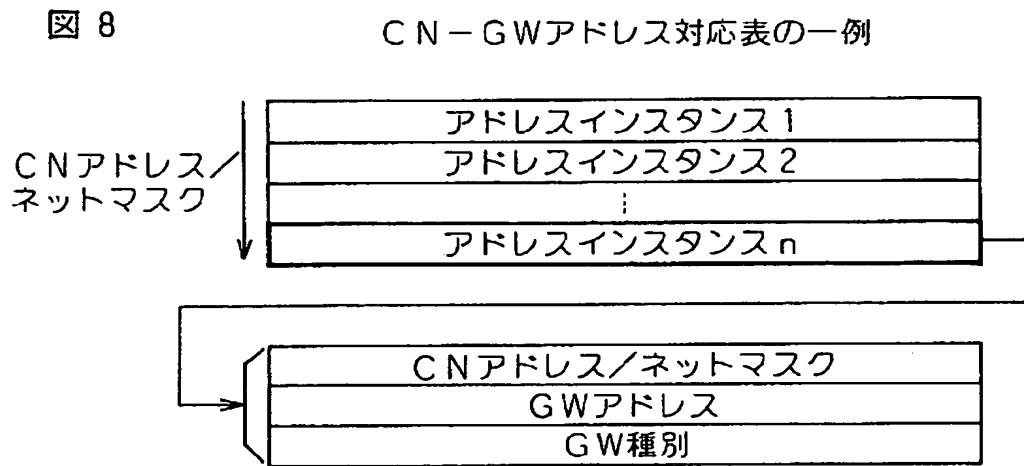 図 8
CN－GWアドレス対応表の一例
アドレスインスタンス1
CNアドレス／
ネットマスク
アドレスインスタンス2
アドレスインスタンスn
CNアドレス／ネットマスク
GWアドレス
GW種別